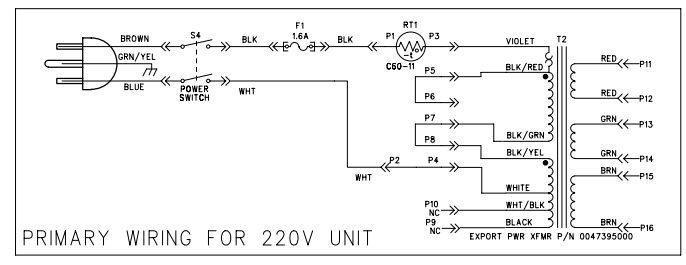 F1
1.6A
RT1
BROWN
S4
BLK
BLK
P1
P3
VIOLET
T2
GRN/YEL
-t°
C60-11
BLUE
POWER
SWITCH
WHT
P5
BLK/RED
RED
P11
P6
RED
P12
P7
BLK/GRN
GRN
P13
P8
BLK/YEL
GRN
P14
WHT
P2
P4
BRN
P15
WHITE
P10
NC
WHT/BLK
P9
NC
BLACK
BRN
P16
EXPORT PWR XFMR P/N 0047395000
PRIMARY WIRING FOR 220V UNIT